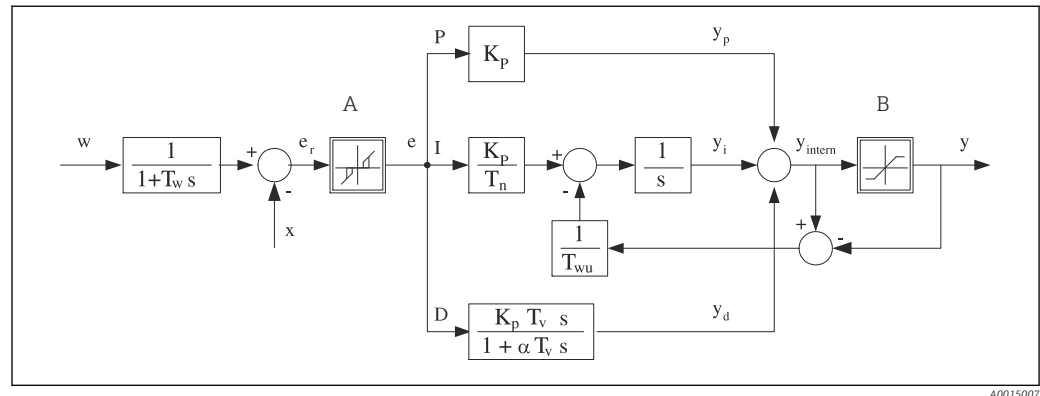 P
K_P
y_p
A
B
w
1
1+T_w s
+
-
e_r
e
I
K_P
T_n
+
-
1
s
y_i
y_intern
y
x
1
T_wu
+
-
D
K_p T_v s
1 + α T_v s
y_d
A0015007